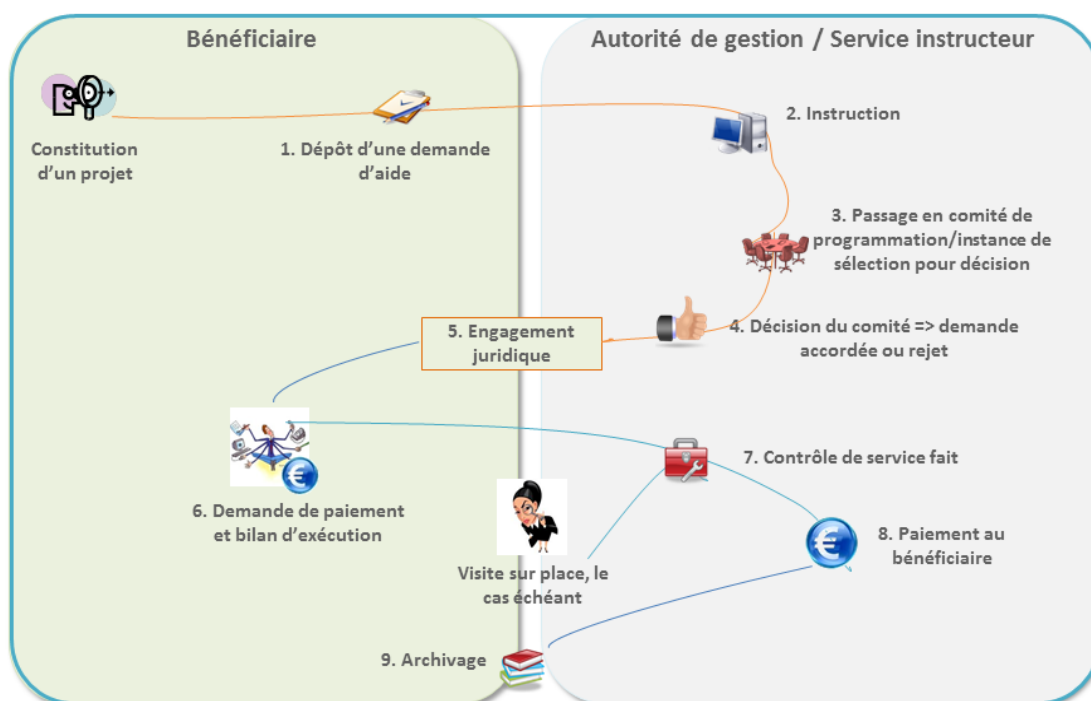 Bénéficiaire
Autorité de gestion / Service instructeur
Constitution
d'un projet
1. Dépôt d'une demande
d'aide
2. Instruction
3. Passage en comité de
programmation/instance de
sélection pour décision
4. Décision du comité => demande
accordée ou rejet
5. Engagement
juridique
6. Demande de paiement
et bilan d'exécution
7. Contrôle de service fait
Visite sur place, le
cas échéant
8. Paiement au
bénéficiaire
9. Archivage